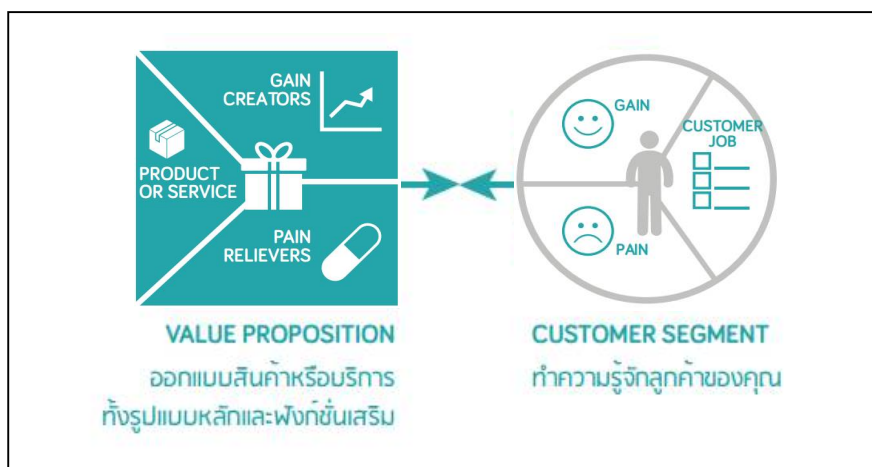 GAIN
CREATORS
PRODUCT
OR SERVICE
PAIN
RELIEVERS
GAIN
CUSTOMER
JOB
PAIN
VALUE PROPOSITION
ออกแบบสินค้าหรือบริการ
ทั้งรูปแบบหลักและฟังก์ชั่นเสริม
CUSTOMER SEGMENT
ทำความรู้จักลูกค้าของคุณ